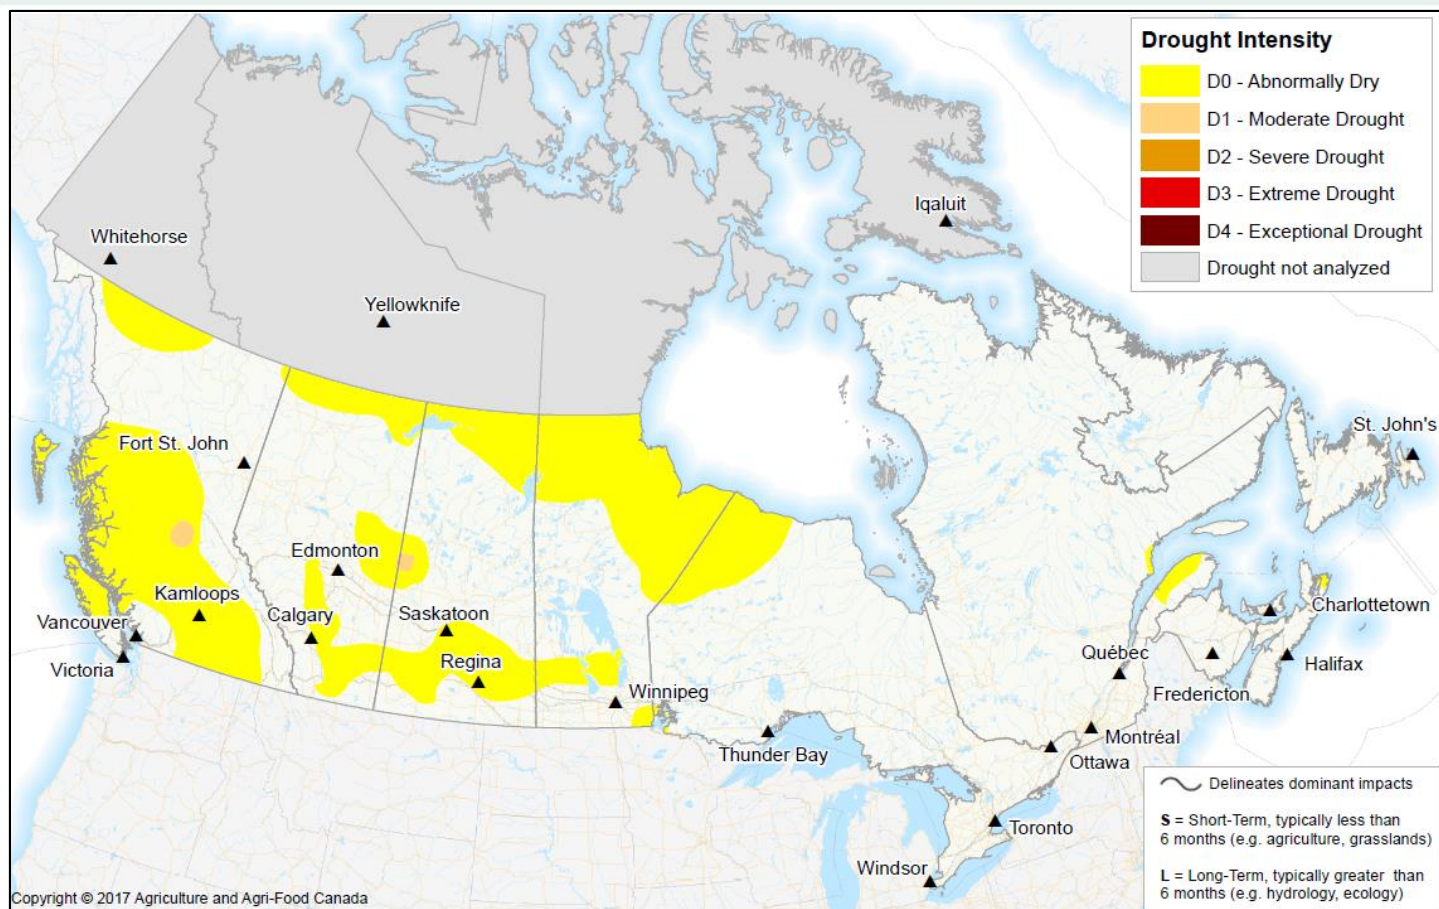 Drought Intensity
D0 - Abnormally Dry
D1 - Moderate Drought
D2 - Severe Drought
D3 - Extreme Drought
D4 - Exceptional Drought
Drought not analyzed
Iqaluit
Whitehorse
Yellowknife
St. John's
Fort St. John
Edmonton
Kamloops
Calgary
Saskatoon
Charlottetown
Vancouver
Victoria
Regina
Québec
Halifax
Winnipeg
Fredericton
Montréal
Thunder Bay
Ottawa
Toronto
Windsor
Delineates dominant impacts
S = Short-Term, typically less than
6 months (e.g. agriculture, grasslands)
L = Long-Term, typically greater than
6 months (e.g. hydrology, ecology)
Copyright © 2017 Agriculture and Agri-Food Canada